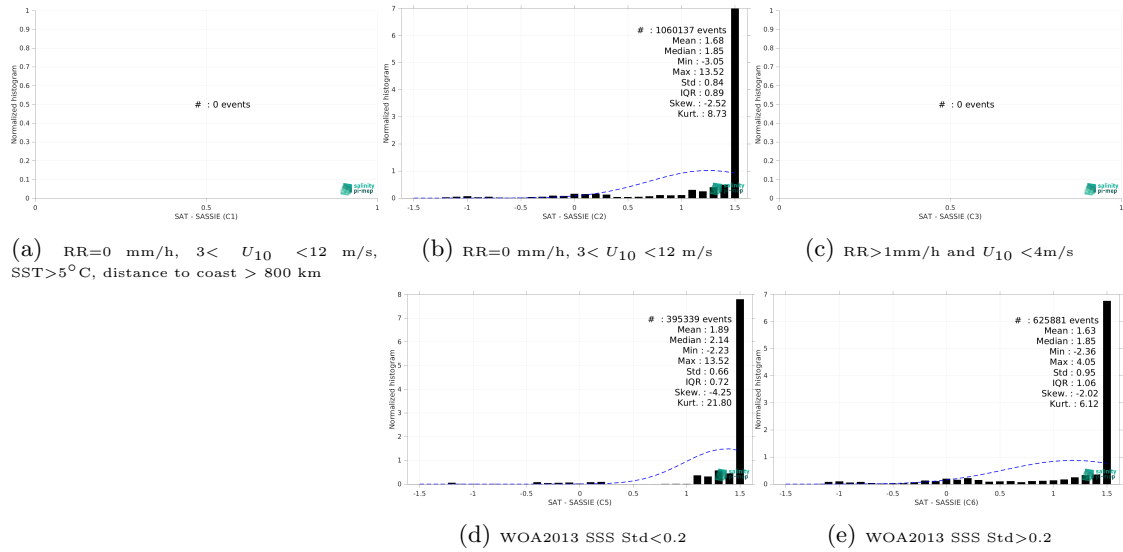 1
0.9
0.8
0.7
0.6
0.5
0.4
0.3
0.2
0.1
0
Normalized histogram
# : 0 events
salinity
pi-mep
0 0.5 1
SAT - SASSIE (C1)
(a) RR=0 mm/h, 3< U10 <12 m/s,
SST>5°C, distance to coast > 800 km
7
6
5
4
3
2
1
0
Normalized histogram
# : 1060137 events
Mean : 1.68
Median : 1.85
Min : -3.05
Max : 13.52
Std : 0.84
IQR : 0.89
Skew. : -2.52
Kurt. : 8.73
salinity
pi-mep
-1.5 -1 -0.5 0 0.5 1 1.5
SAT - SASSIE (C2)
(b) RR=0 mm/h, 3< U10 <12 m/s
1
0.9
0.8
0.7
0.6
0.5
0.4
0.3
0.2
0.1
0
Normalized histogram
# : 0 events
salinity
pi-mep
0 0.5 1
SAT - SASSIE (C3)
(c) RR>1mm/h and U10 <4m/s
8
7
6
5
4
3
2
1
0
Normalized histogram
# : 395339 events
Mean : 1.89
Median : 2.14
Min : -2.23
Max : 13.52
Std : 0.66
IQR : 0.72
Skew. : -4.25
Kurt. : 21.80
salinity
pi-mep
-1.5 -1 -0.5 0 0.5 1 1.5
SAT - SASSIE (C5)
(d) WOA2013 SSS Std<0.2
7
6
5
4
3
2
1
0
Normalized histogram
# : 625881 events
Mean : 1.63
Median : 1.85
Min : -2.36
Max : 4.05
Std : 0.95
IQR : 1.06
Skew. : -2.02
Kurt. : 6.12
salinity
pi-mep
-1.5 -1 -0.5 0 0.5 1 1.5
SAT - SASSIE (C6)
(e) WOA2013 SSS Std>0.2